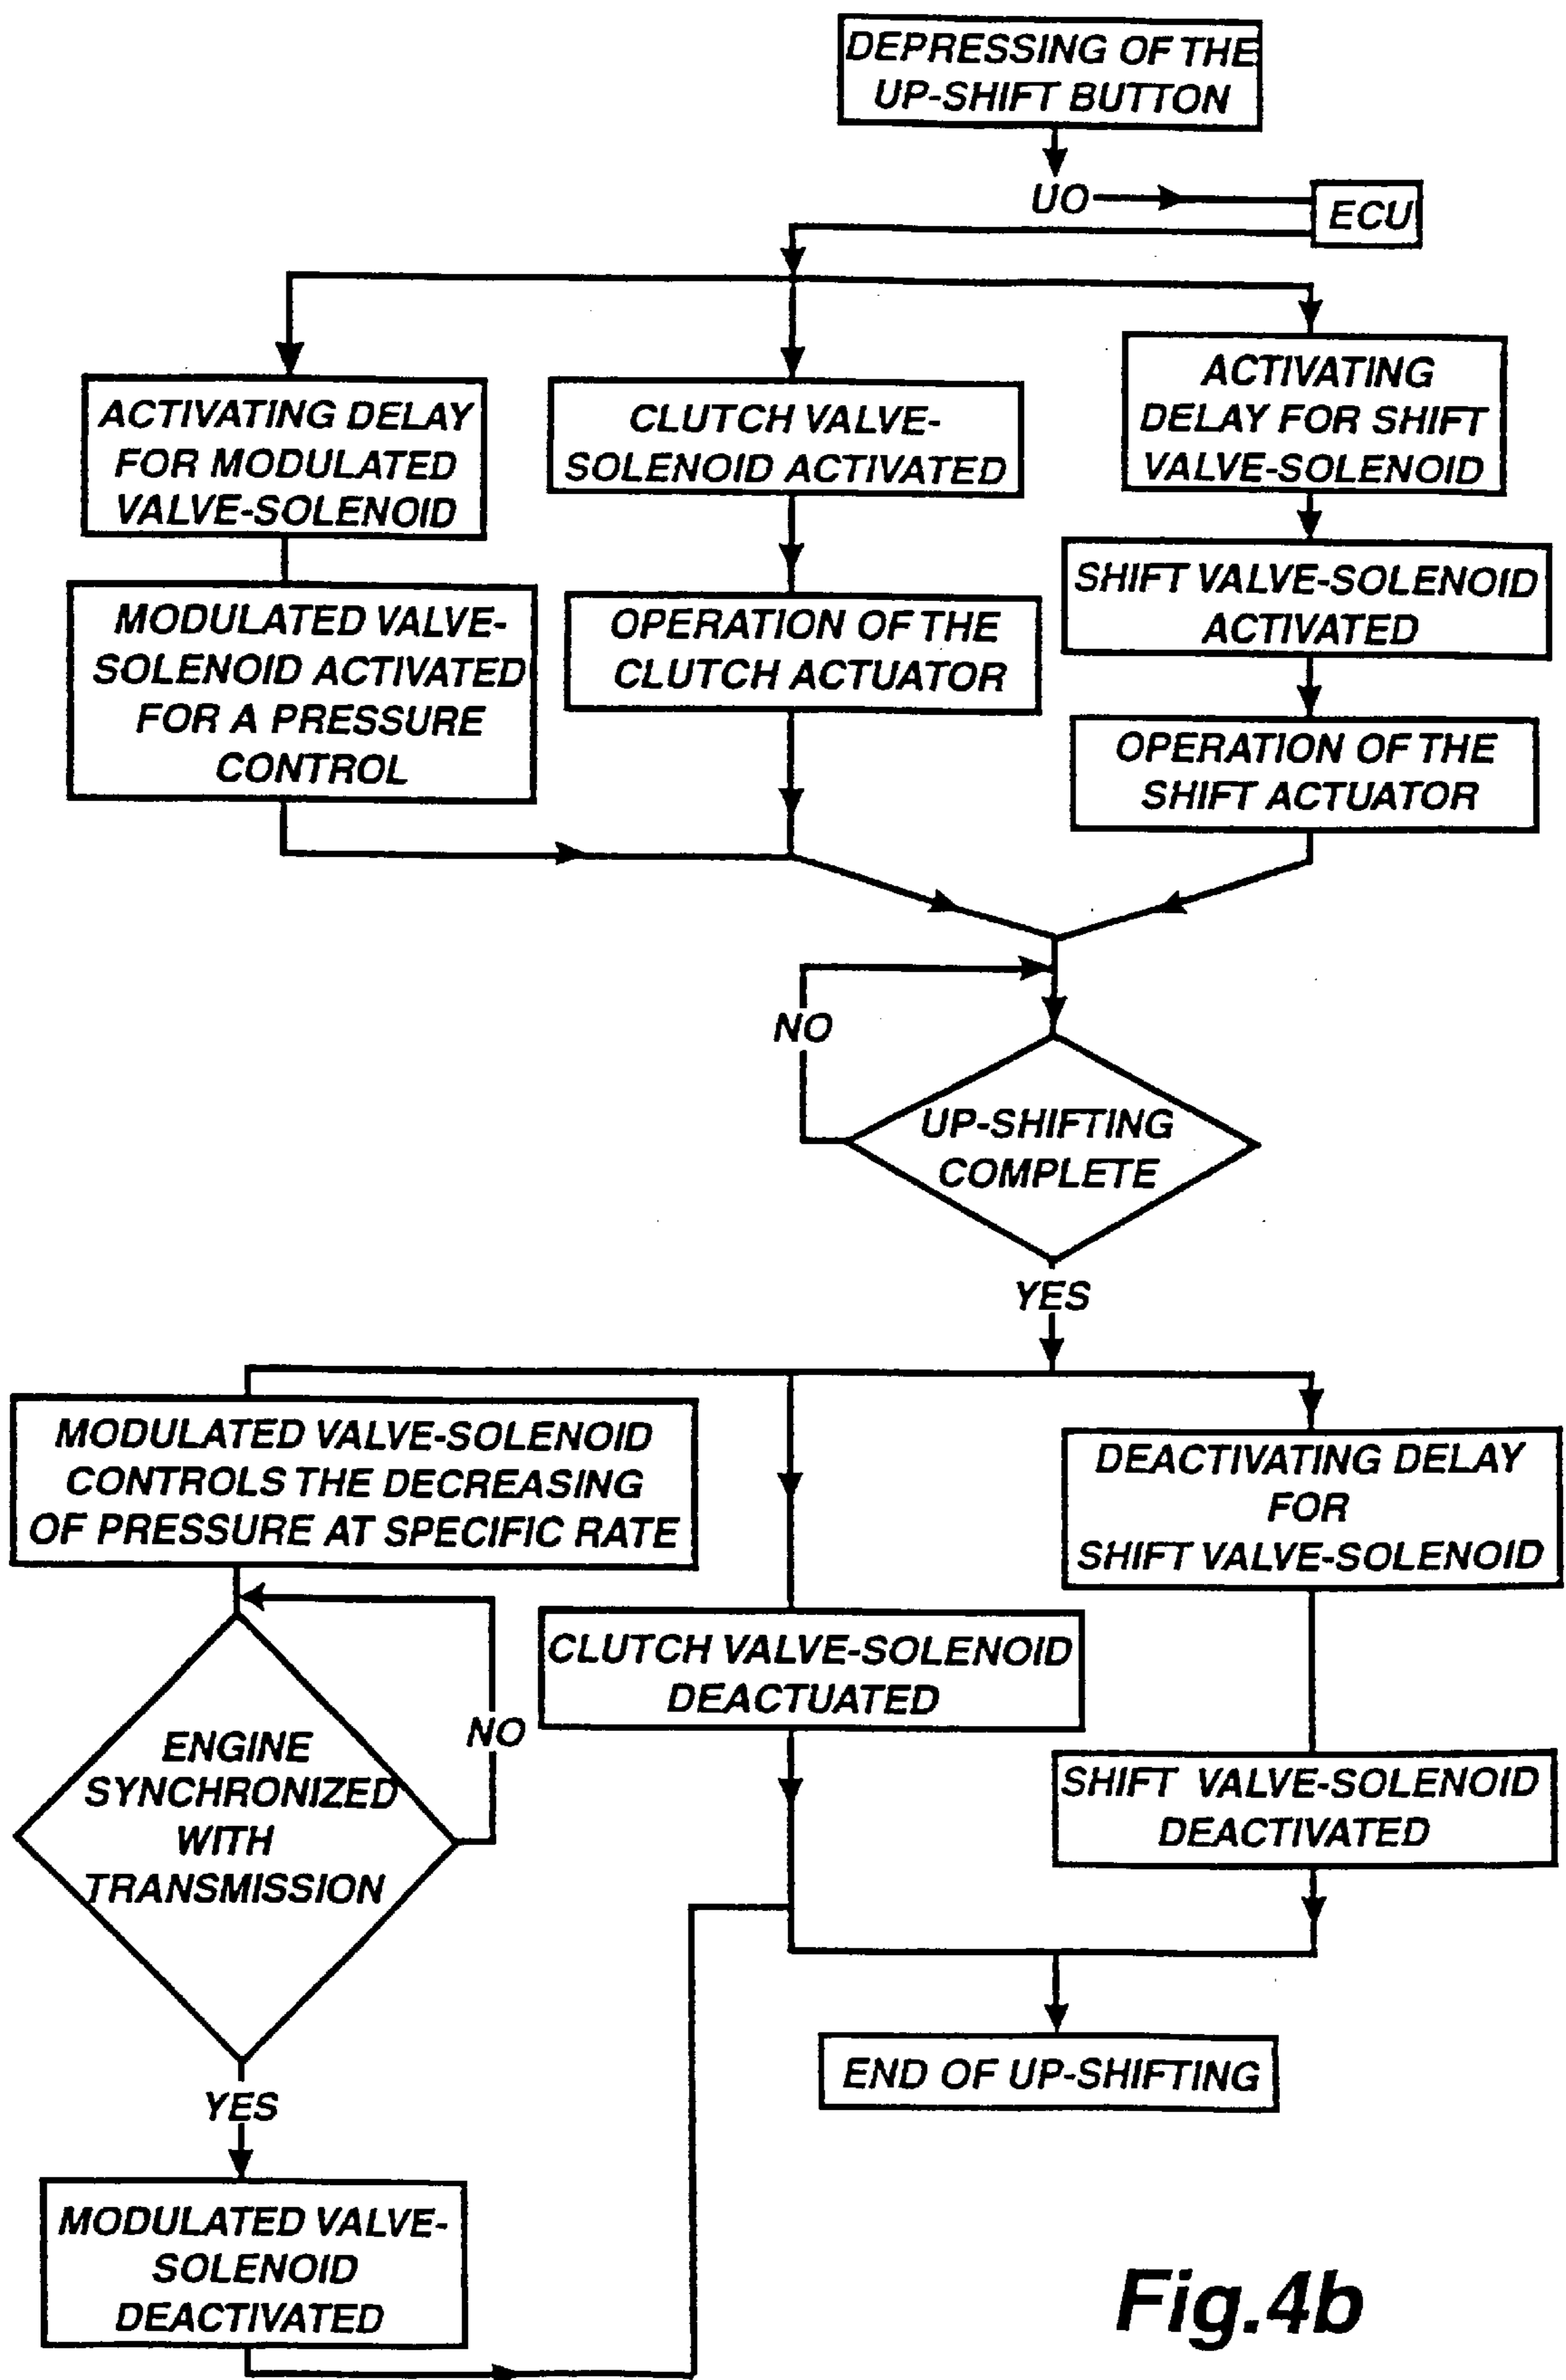 DEPRESSING OF THE
UP-SHIFT BUTTON
UO
ECU
ACTIVATING DELAY
FOR MODULATED
VALVE-SOLENOID
CLUTCH VALVE-
SOLENOID ACTIVATED
ACTIVATING
DELAY FOR SHIFT
VALVE-SOLENOID
MODULATED VALVE-
SOLENOID ACTIVATED
FOR A PRESSURE
CONTROL
OPERATION OF THE
CLUTCH ACTUATOR
SHIFT VALVE-SOLENOID
ACTIVATED
OPERATION OF THE
SHIFT ACTUATOR
NO
UP-SHIFTING
COMPLETE
YES
MODULATED VALVE-SOLENOID
CONTROLS THE DECREASING
OF PRESSURE AT SPECIFIC RATE
DEACTIVATING DELAY
FOR
SHIFT VALVE-SOLENOID
CLUTCH VALVE-SOLENOID
DEACTUATED
NO
ENGINE
SYNCHRONIZED
WITH
TRANSMISSION
SHIFT VALVE-SOLENOID
DEACTIVATED
END OF UP-SHIFTING
YES
MODULATED VALVE-
SOLENOID
DEACTIVATED
Fig.4b